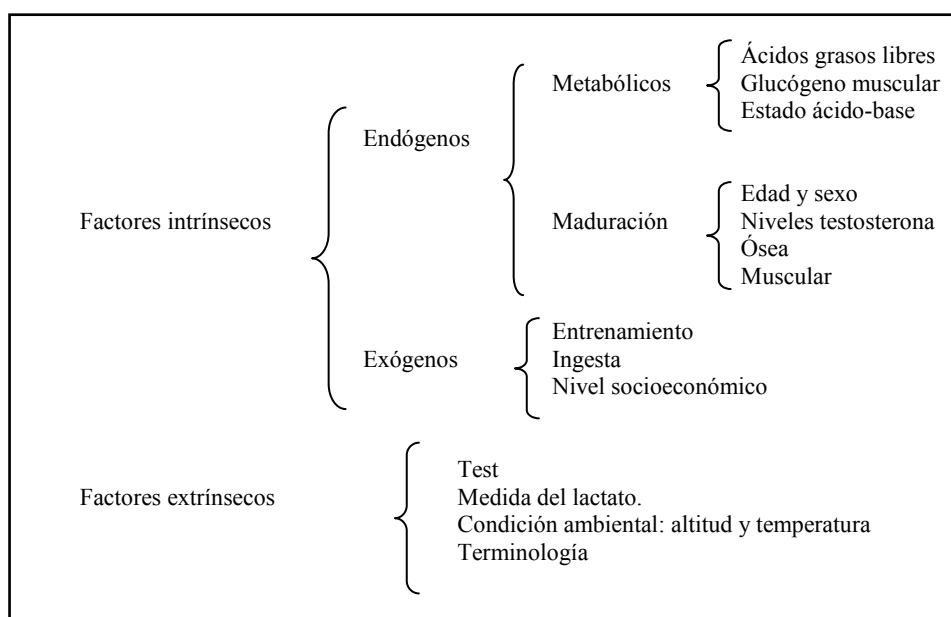 Factores intrínsecos
Endógenos
Metabólicos
Ácidos grasos libres
Glucógeno muscular
Estado ácido-base
Maduración
Edad y sexo
Niveles testosterona
Ósea
Muscular
Exógenos
Entrenamiento
Ingesta
Nivel socioeconómico
Factores extrínsecos
Test
Medida del lactato.
Condición ambiental: altitud y temperatura
Terminología